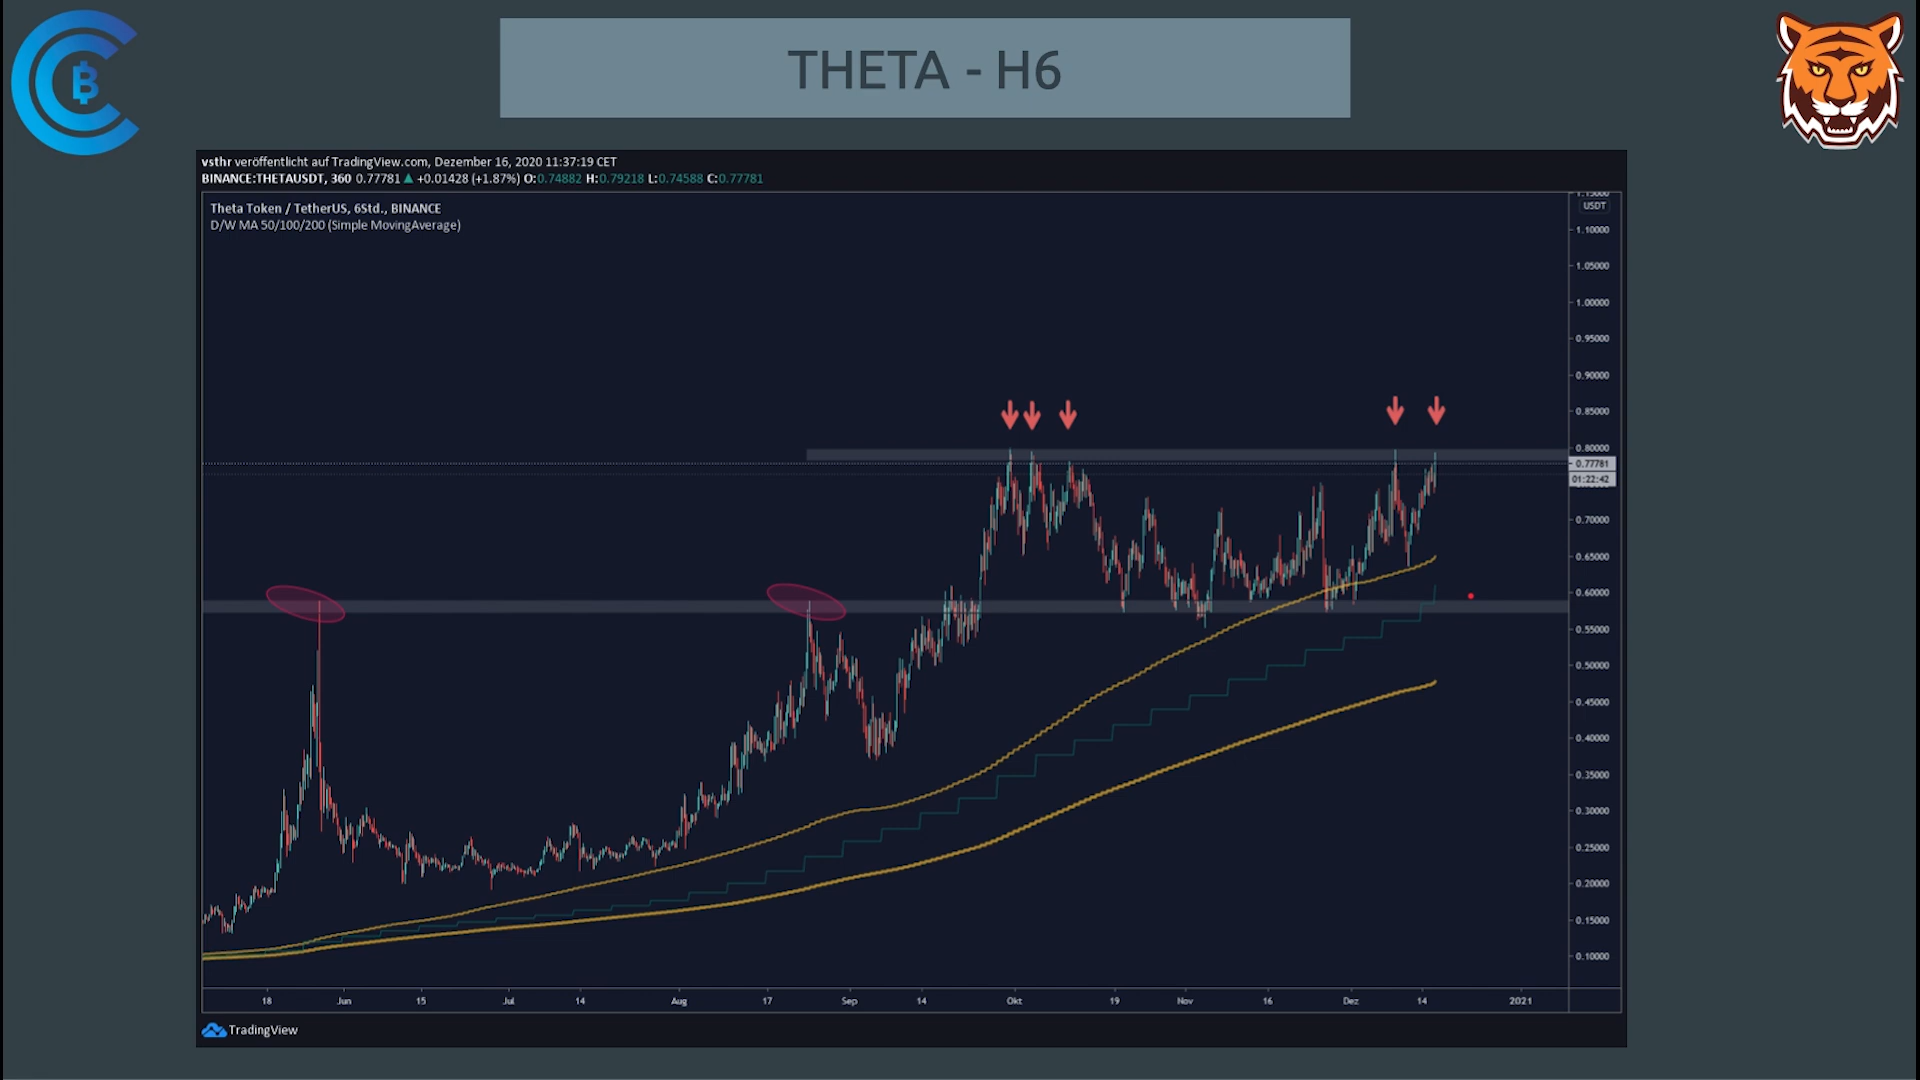 THETA - H6
vsthr veröffentlicht auf TradingView.com, Dezember 16, 2020 11:37:19 CET
BINANCE:THETAUSDT, 360 0.77781 ▲ +0.01428 (+1.87%) O:0.74882 H:0.79218 L:0.74588 C:0.77781
Theta Token / TetherUS, 6Std., BINANCE
D/W MA 50/100/200 (Simple MovingAverage)
USDT
1.10000
1.05000
1.00000
0.95000
0.90000
0.85000
0.80000
0.77781
01:22:42
0.70000
0.65000
0.60000
0.55000
0.50000
0.45000
0.40000
0.35000
0.30000
0.25000
0.20000
0.15000
0.10000
18 Jun 15 Jul 14 Aug 17 Sep 14 Okt 19 Nov 16 Dez 14 2021
TradingView